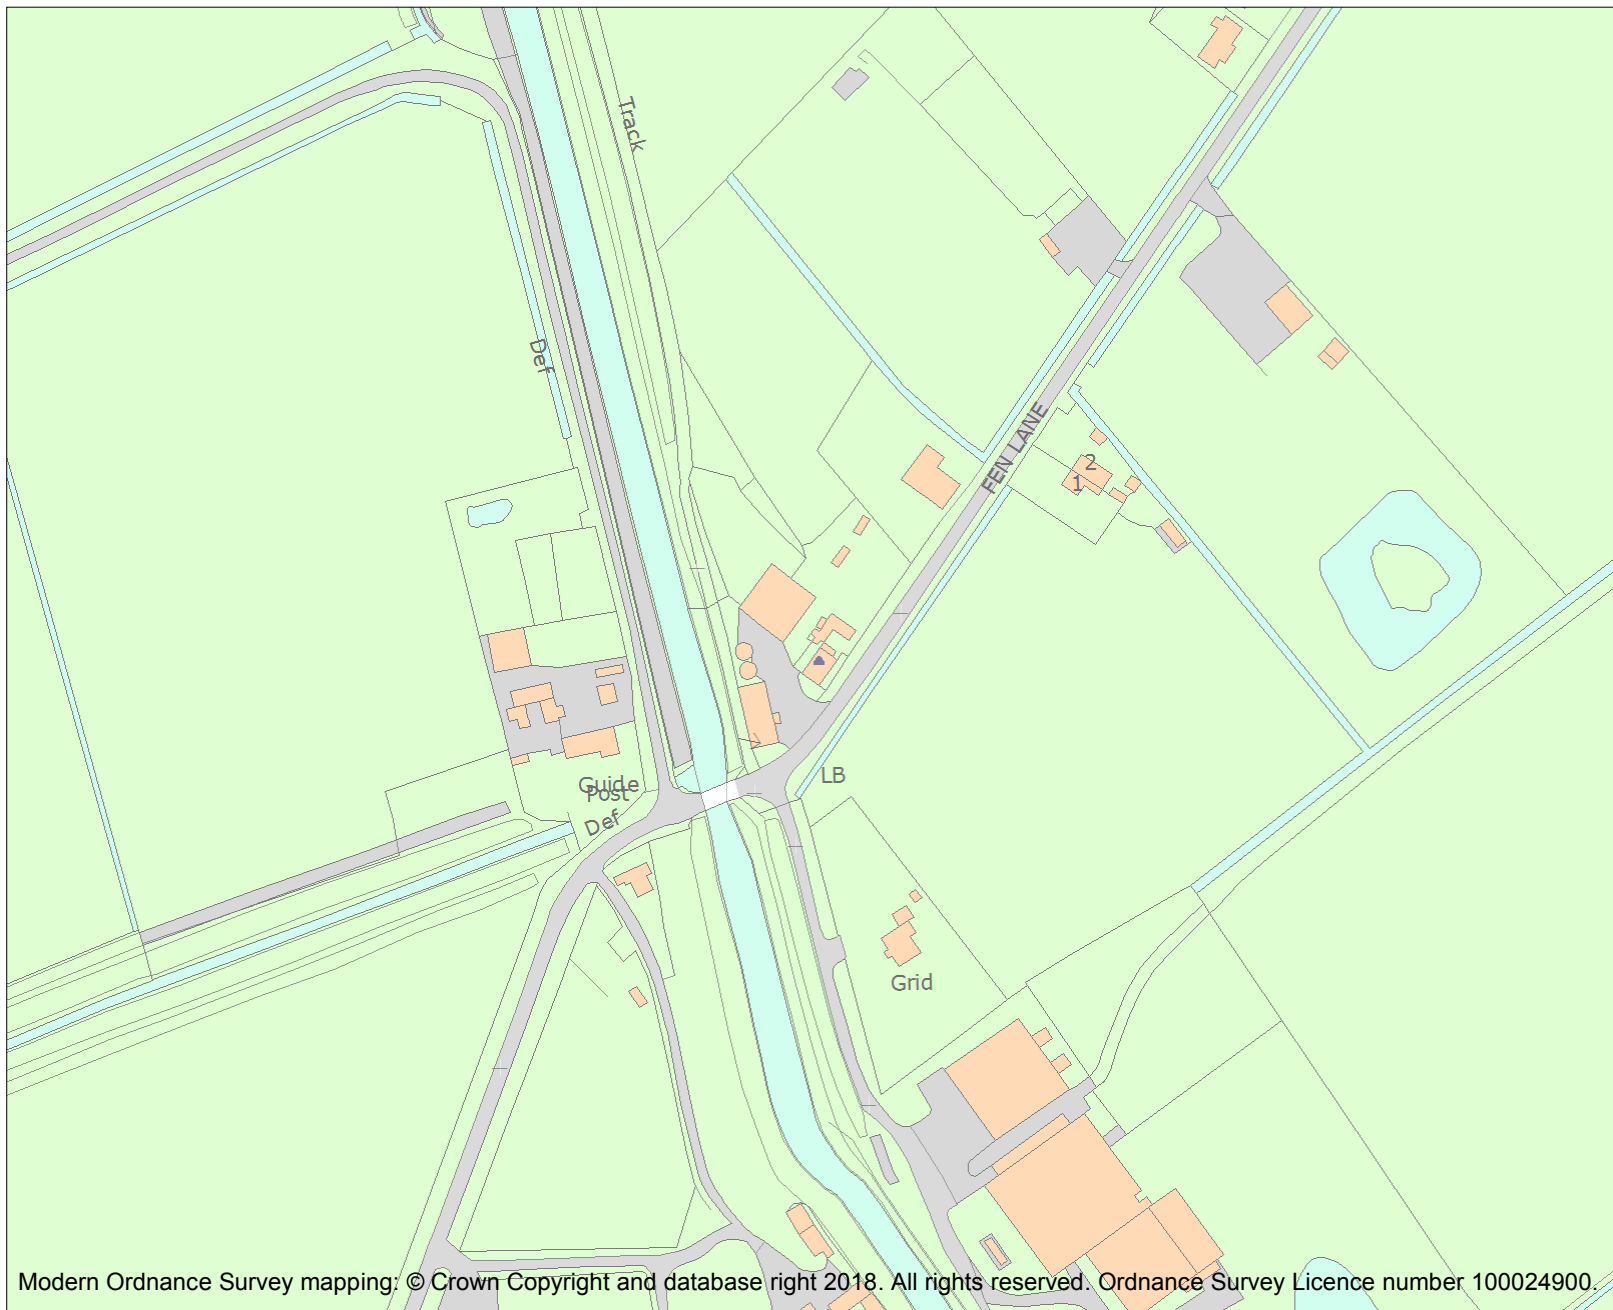 Track
Def
FEN LANE
2
1
LB
Guide
Post
Def
Grid
Modern Ordnance Survey mapping: © Crown Copyright and database right 2018. All rights reserved. Ordnance Survey Licence number 100024900.